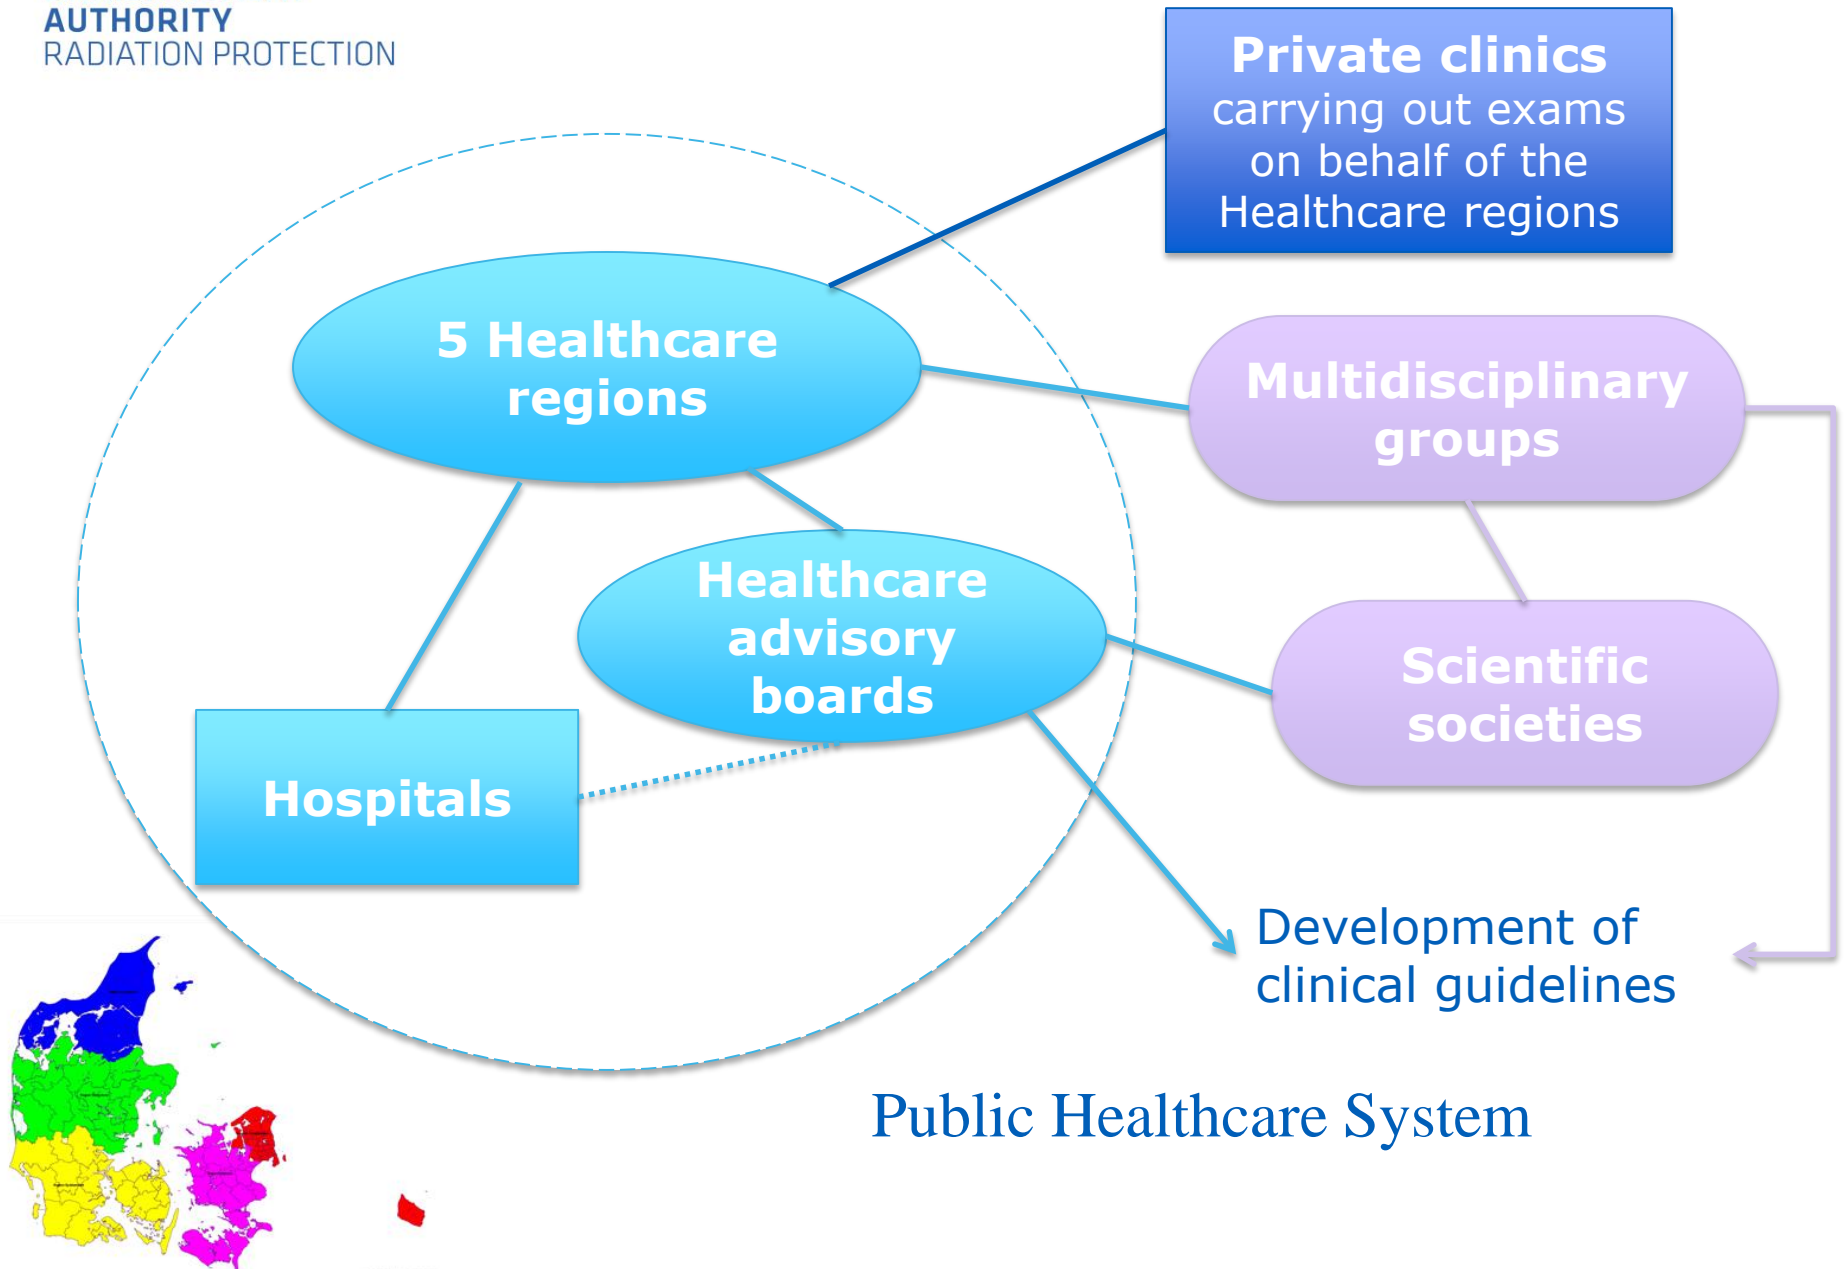 AUTHORITY
RADIATION PROTECTION
Private clinics
carrying out exams
on behalf of the
Healthcare regions
5 Healthcare
regions
Multidisciplinary
groups
Healthcare
advisory
boards
Scientific
societies
Hospitals
Development of
clinical guidelines
Public Healthcare System